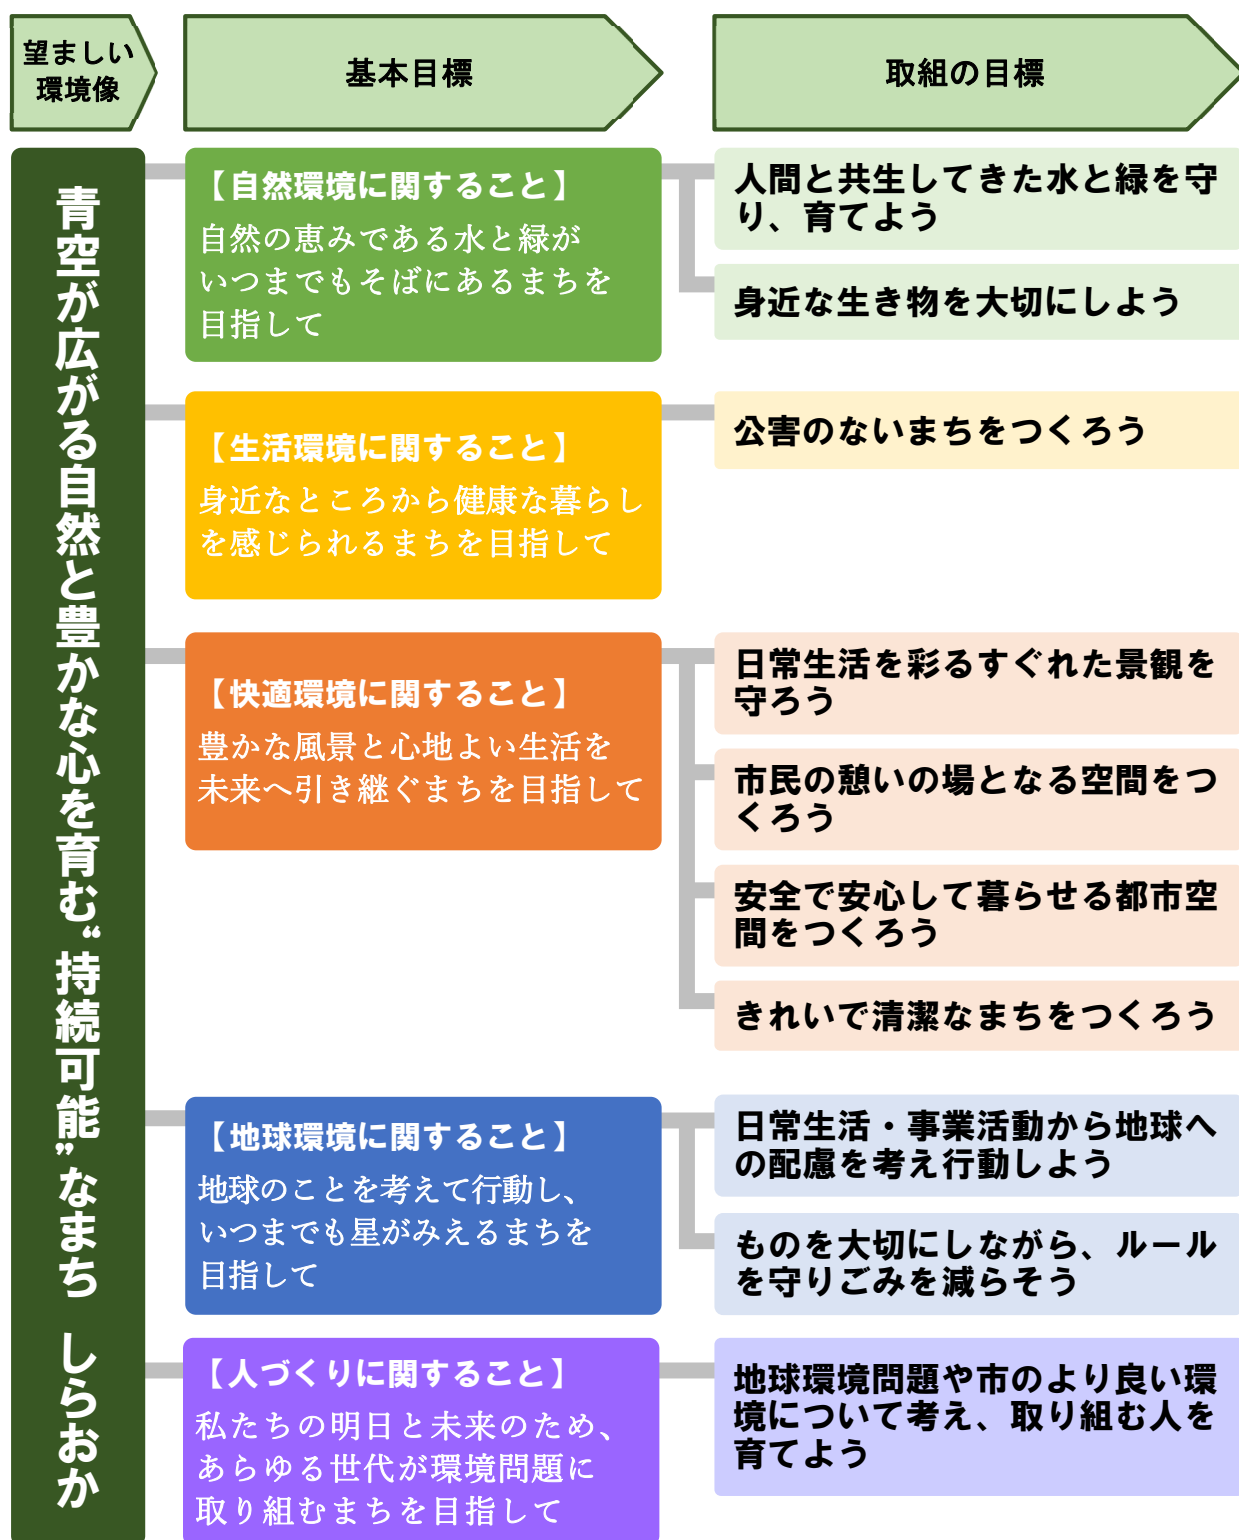 望ましい
環境像
基本目標
取組の目標
青空が広がる自然と豊かな心を育む“持続可能”なまち しらおか
【自然環境に関すること】
自然の恵みである水と緑が
いつまでもそばにあるまちを
目指して
人間と共生してきた水と緑を守
り、育てよう
身近な生き物を大切にしよう
【生活環境に関すること】
身近なところから健康な暮らし
を感じられるまちを目指して
公害のないまちをつくろう
【快適環境に関すること】
豊かな風景と心地よい生活を
未来へ引き継ぐまちを目指して
日常生活を彩るすぐれた景観を
守ろう
市民の憩いの場となる空間をつ
くろう
安全で安心して暮らせる都市空
間をつくろう
きれいで清潔なまちをつくろう
【地球環境に関すること】
地球のことを考えて行動し、
いつまでも星がみえるまちを
目指して
日常生活・事業活動から地球へ
の配慮を考え行動しよう
ものを大切にしながら、ルール
を守りごみを減らそう
【人づくりに関すること】
私たちの明日と未来のため、
あらゆる世代が環境問題に
取り組むまちを目指して
地球環境問題や市のより良い環
境について考え、取り組む人を
育てよう